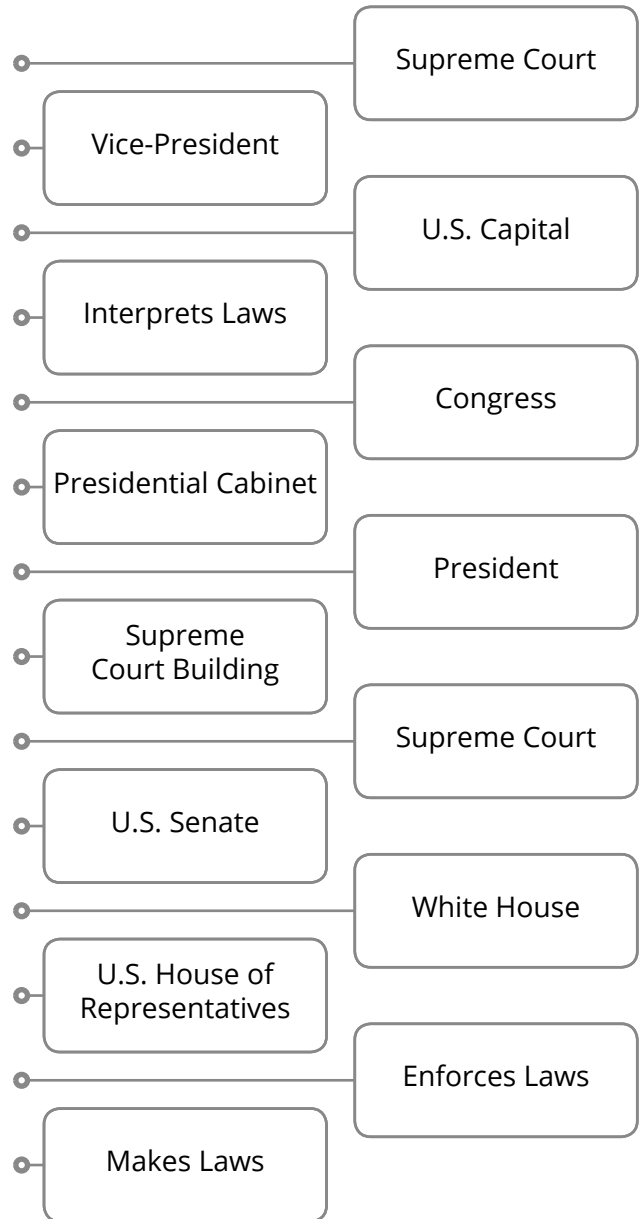 Supreme Court
Vice-President
U.S. Capital
Interprets Laws
Congress
Presidential Cabinet
President
Supreme
Court Building
Supreme Court
U.S. Senate
White House
U.S. House of
Representatives
Enforces Laws
Makes Laws